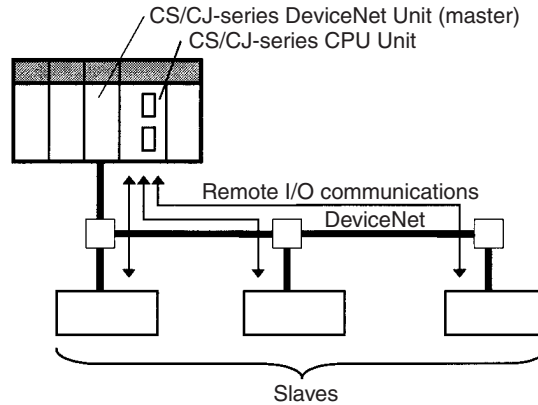 CS/CJ-series DeviceNet Unit (master)
CS/CJ-series CPU Unit
Remote I/O communications
DeviceNet
Slaves